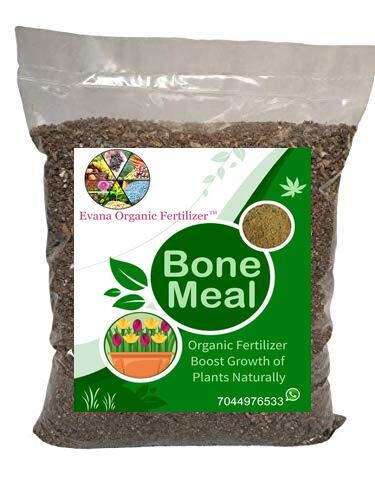 Evana Organic Fertilizer™
Bone
Meal
Organic Fertilizer
Boost Growth of
Plants Naturally
7044976533